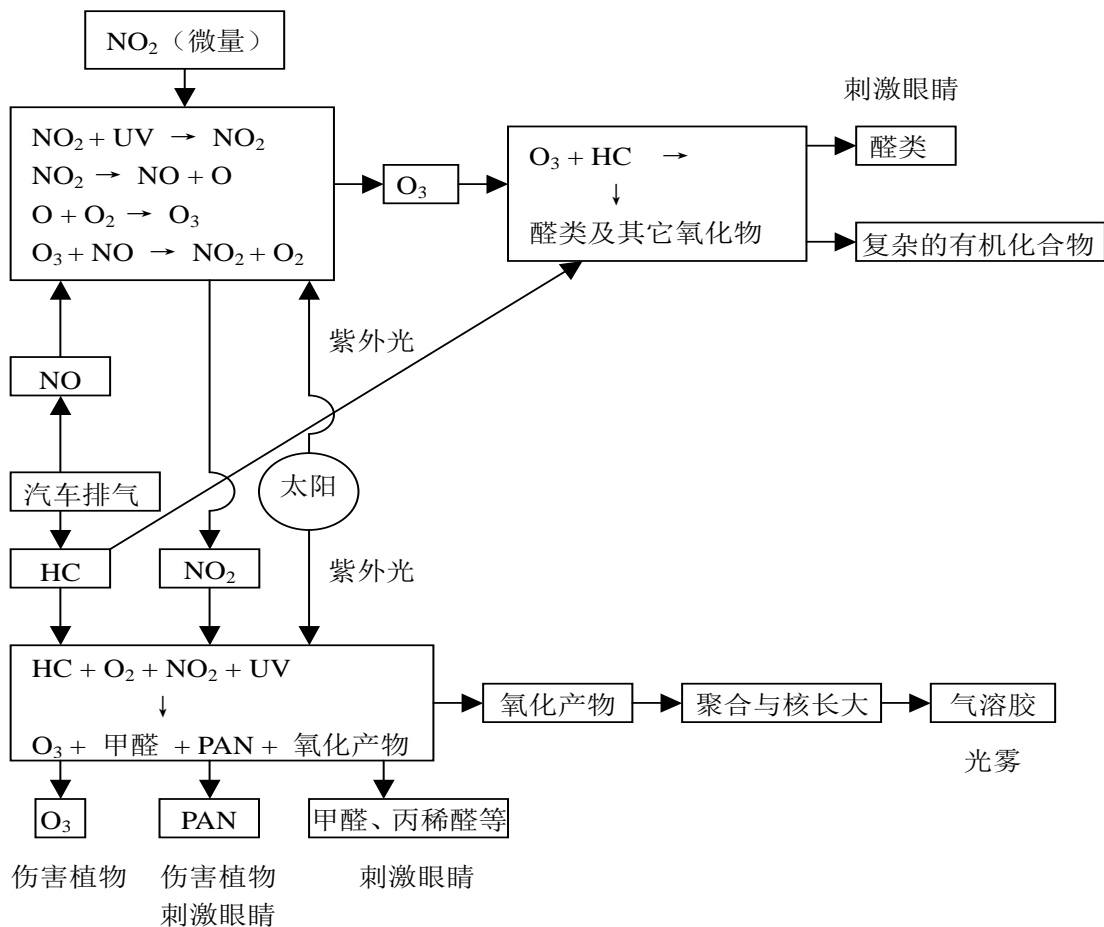 NO₂（微量）
NO₂ + UV → NO₂
NO₂ → NO + O
O + O₂ → O₃
O₃ + NO → NO₂ + O₂
O₃
O₃ + HC →
↓
醛类及其它氧化物
刺激眼睛
醛类
复杂的有机化合物
紫外光
NO
汽车排气
太阳
HC
NO₂
紫外光
HC + O₂ + NO₂ + UV
↓
O₃ + 甲醛 + PAN + 氧化产物
氧化产物
聚合与核长大
气溶胶
光雾
O₃
PAN
甲醛、丙稀醛等
伤害植物
伤害植物
刺激眼睛
刺激眼睛